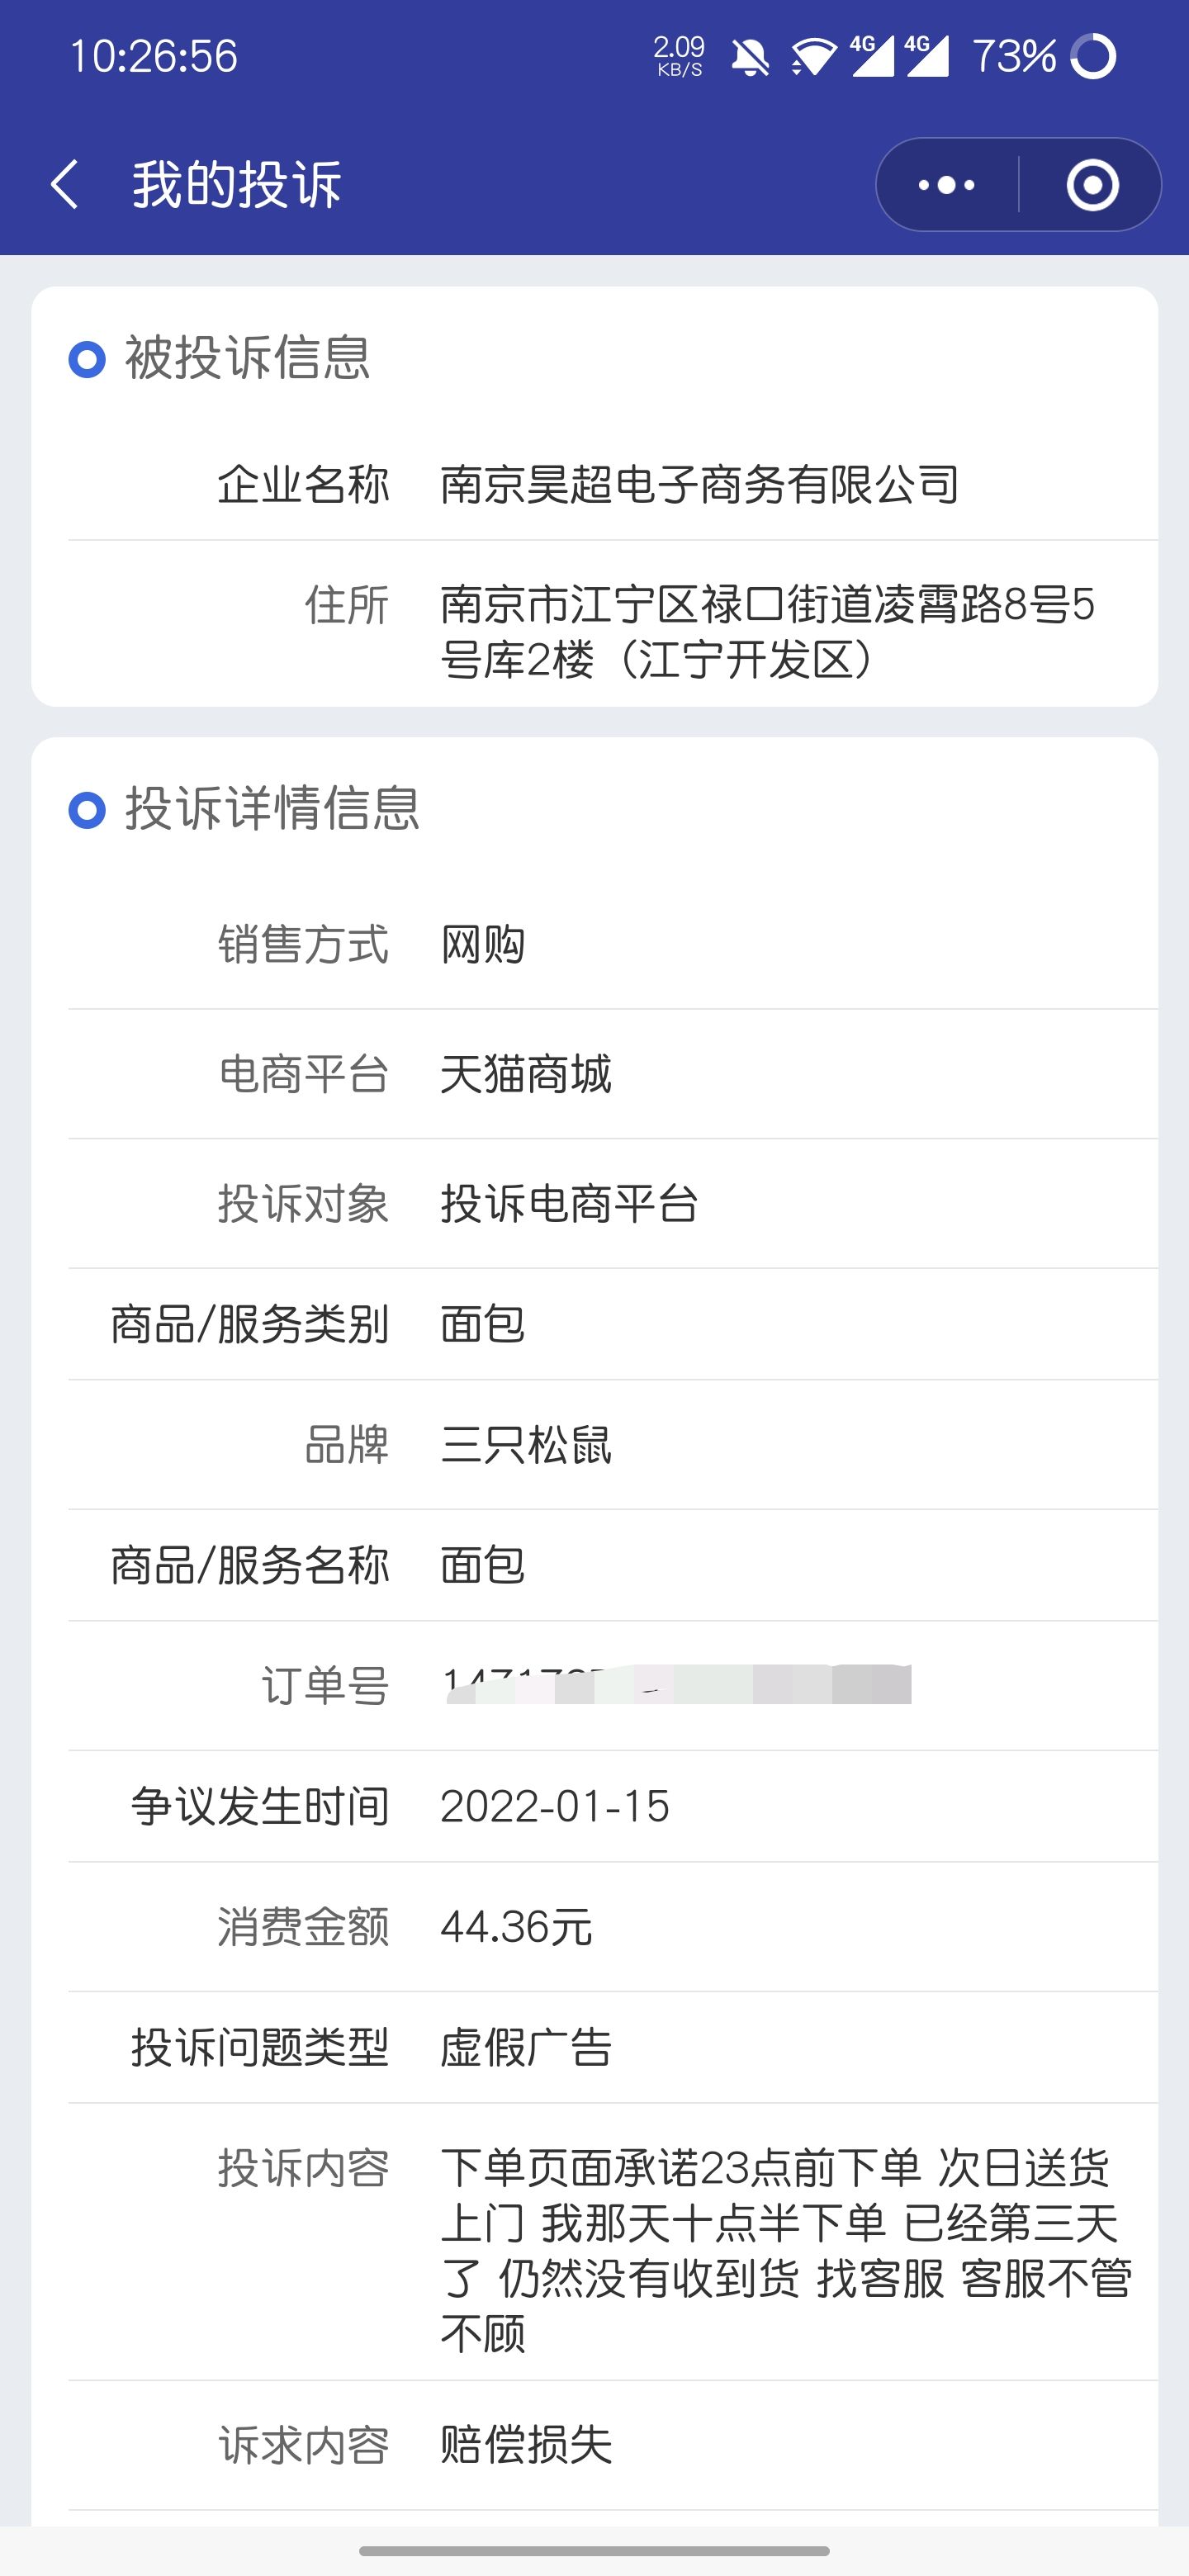 10:26:56
2.09
KB/S
4G
4G
73%
我的投诉
被投诉信息
企业名称 南京昊超电子商务有限公司
住所 南京市江宁区禄口街道凌霄路8号5
号库2楼（江宁开发区）
投诉详情信息
销售方式 网购
电商平台 天猫商城
投诉对象 投诉电商平台
商品/服务类别 面包
品牌 三只松鼠
商品/服务名称 面包
订单号
争议发生时间 2022-01-15
消费金额 44.36元
投诉问题类型 虚假广告
投诉内容 下单页面承诺23点前下单 次日送货
上门 我那天十点半下单 已经第三天
了 仍然没有收到货 找客服 客服不管
不顾
诉求内容 赔偿损失